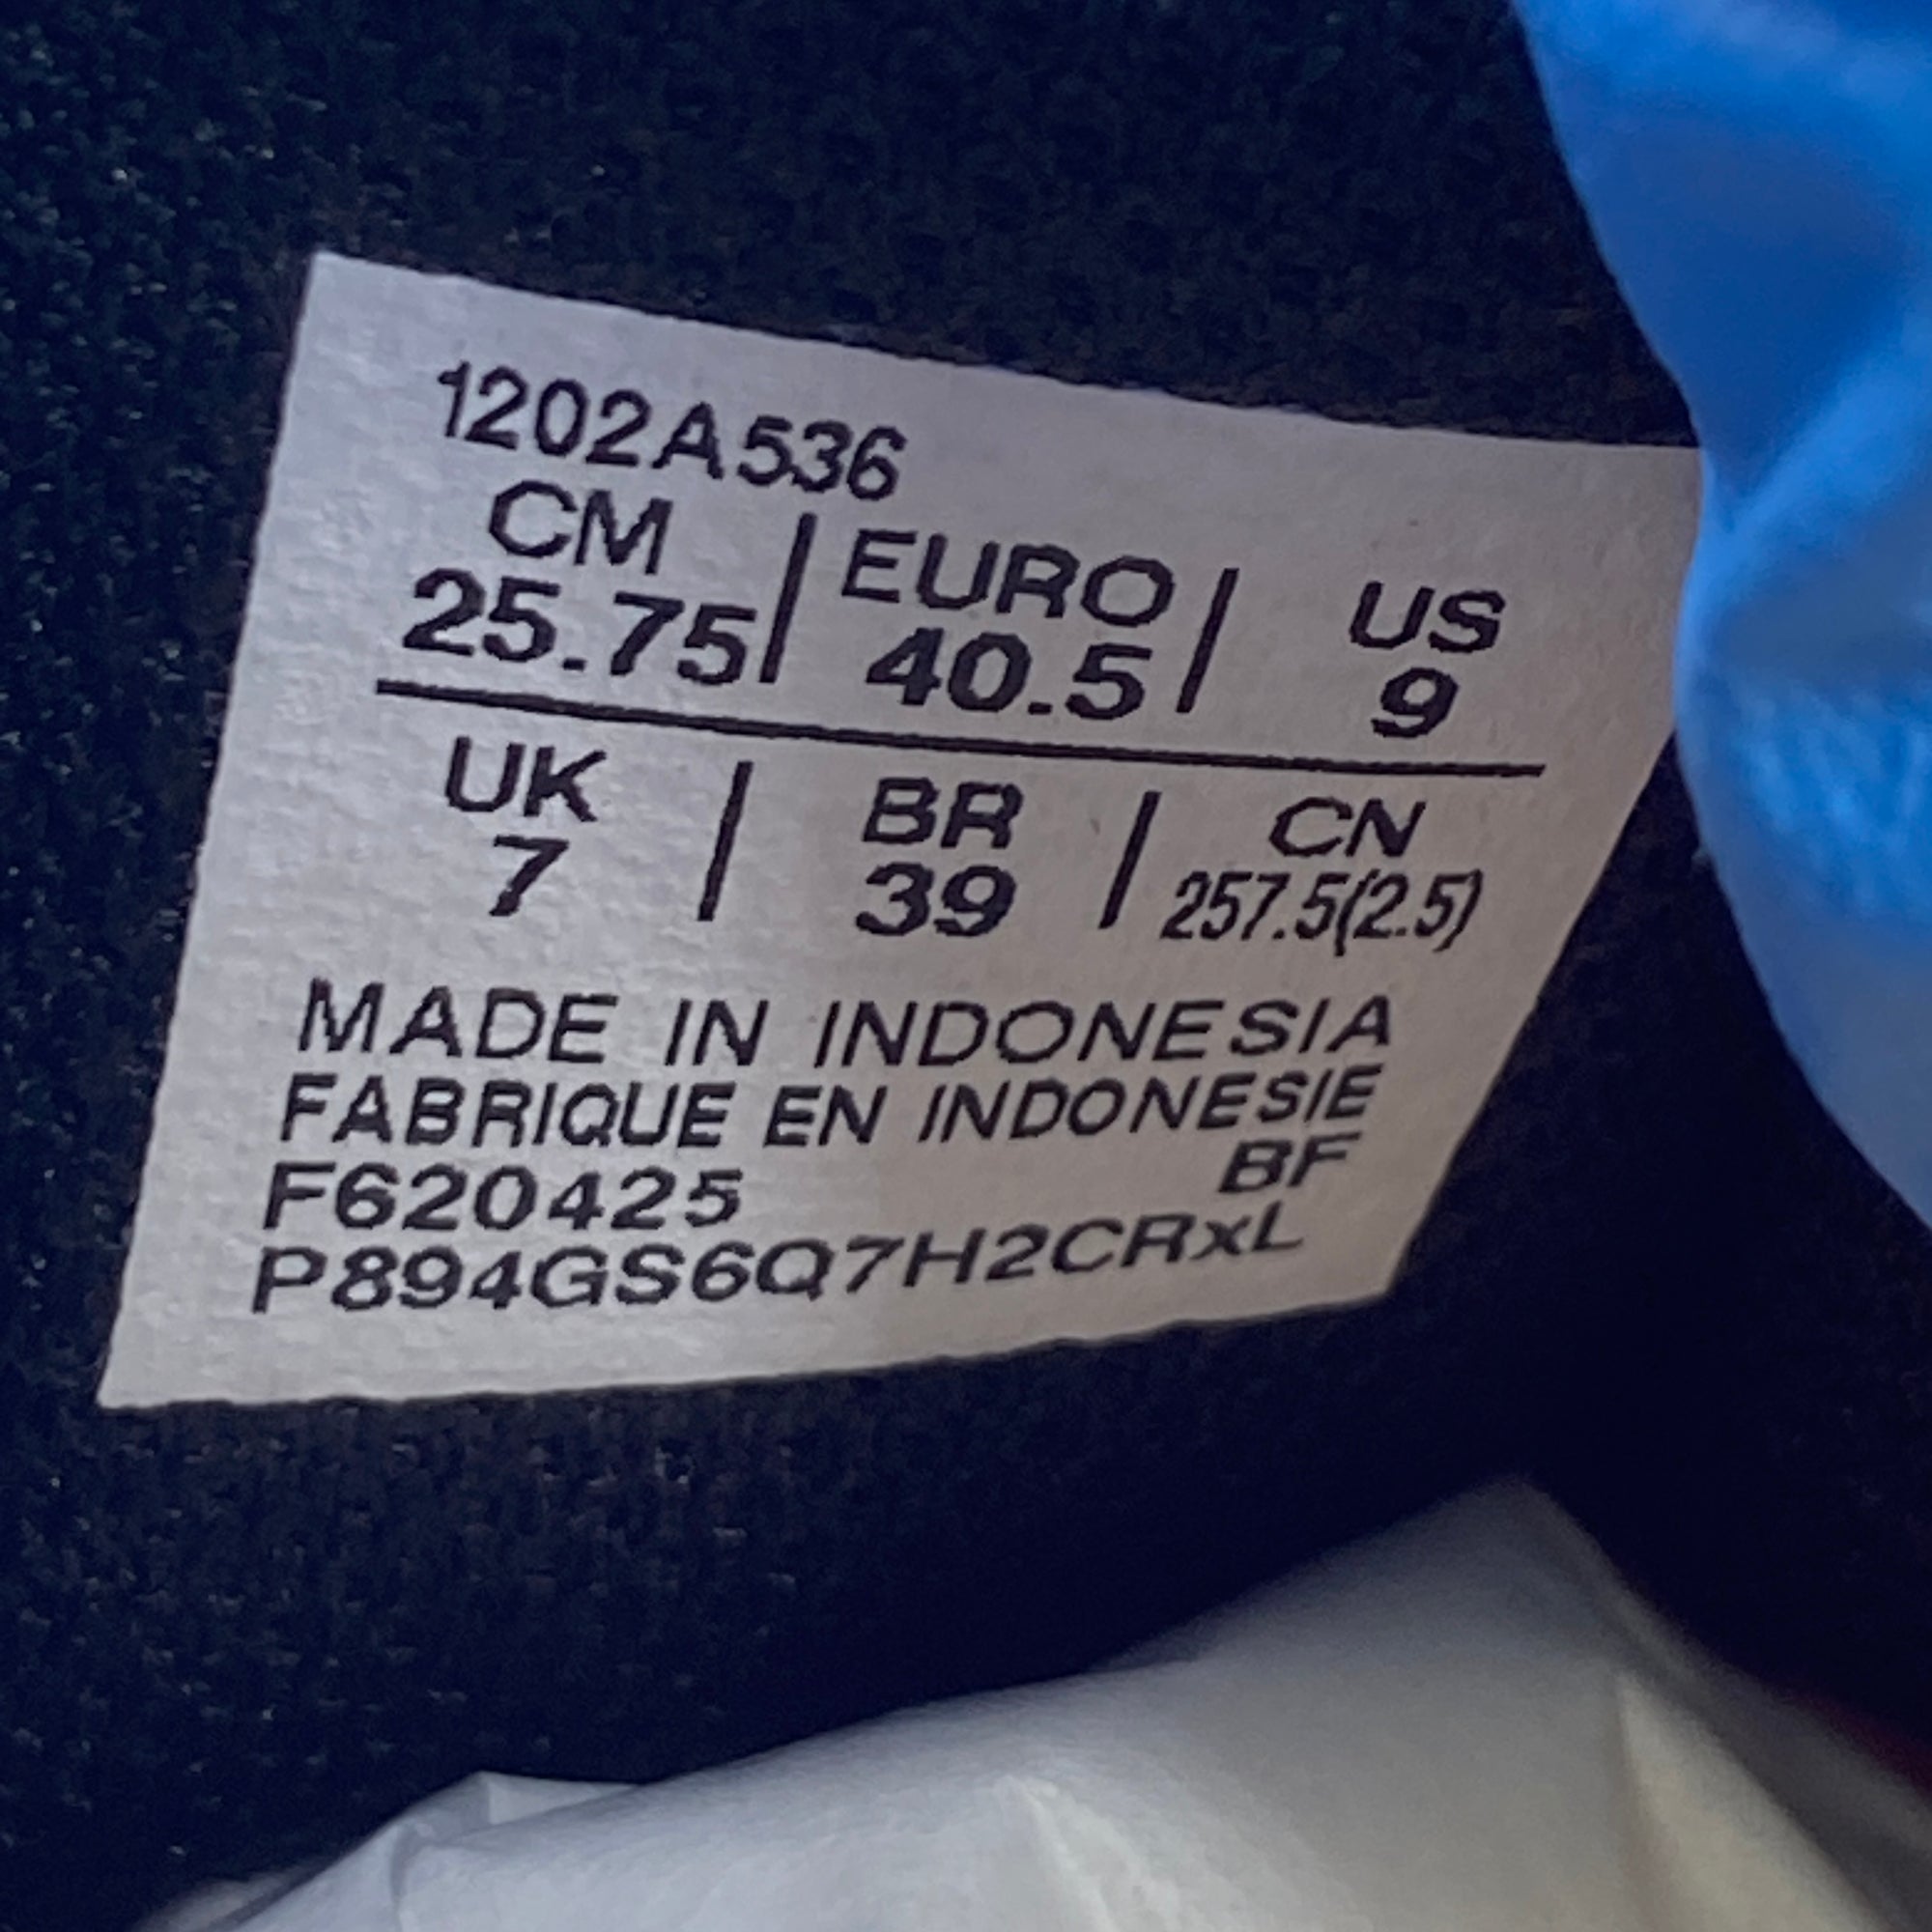 1202A536
CM | EURO | US
25.75 | 40.5 | 9
UK | BR | CN
7 | 39 | 257.5(2.5)
MADE IN INDONESIA
FABRIQUE EN INDONESIE
F620425 BF
P894GS6Q7H2CRxL